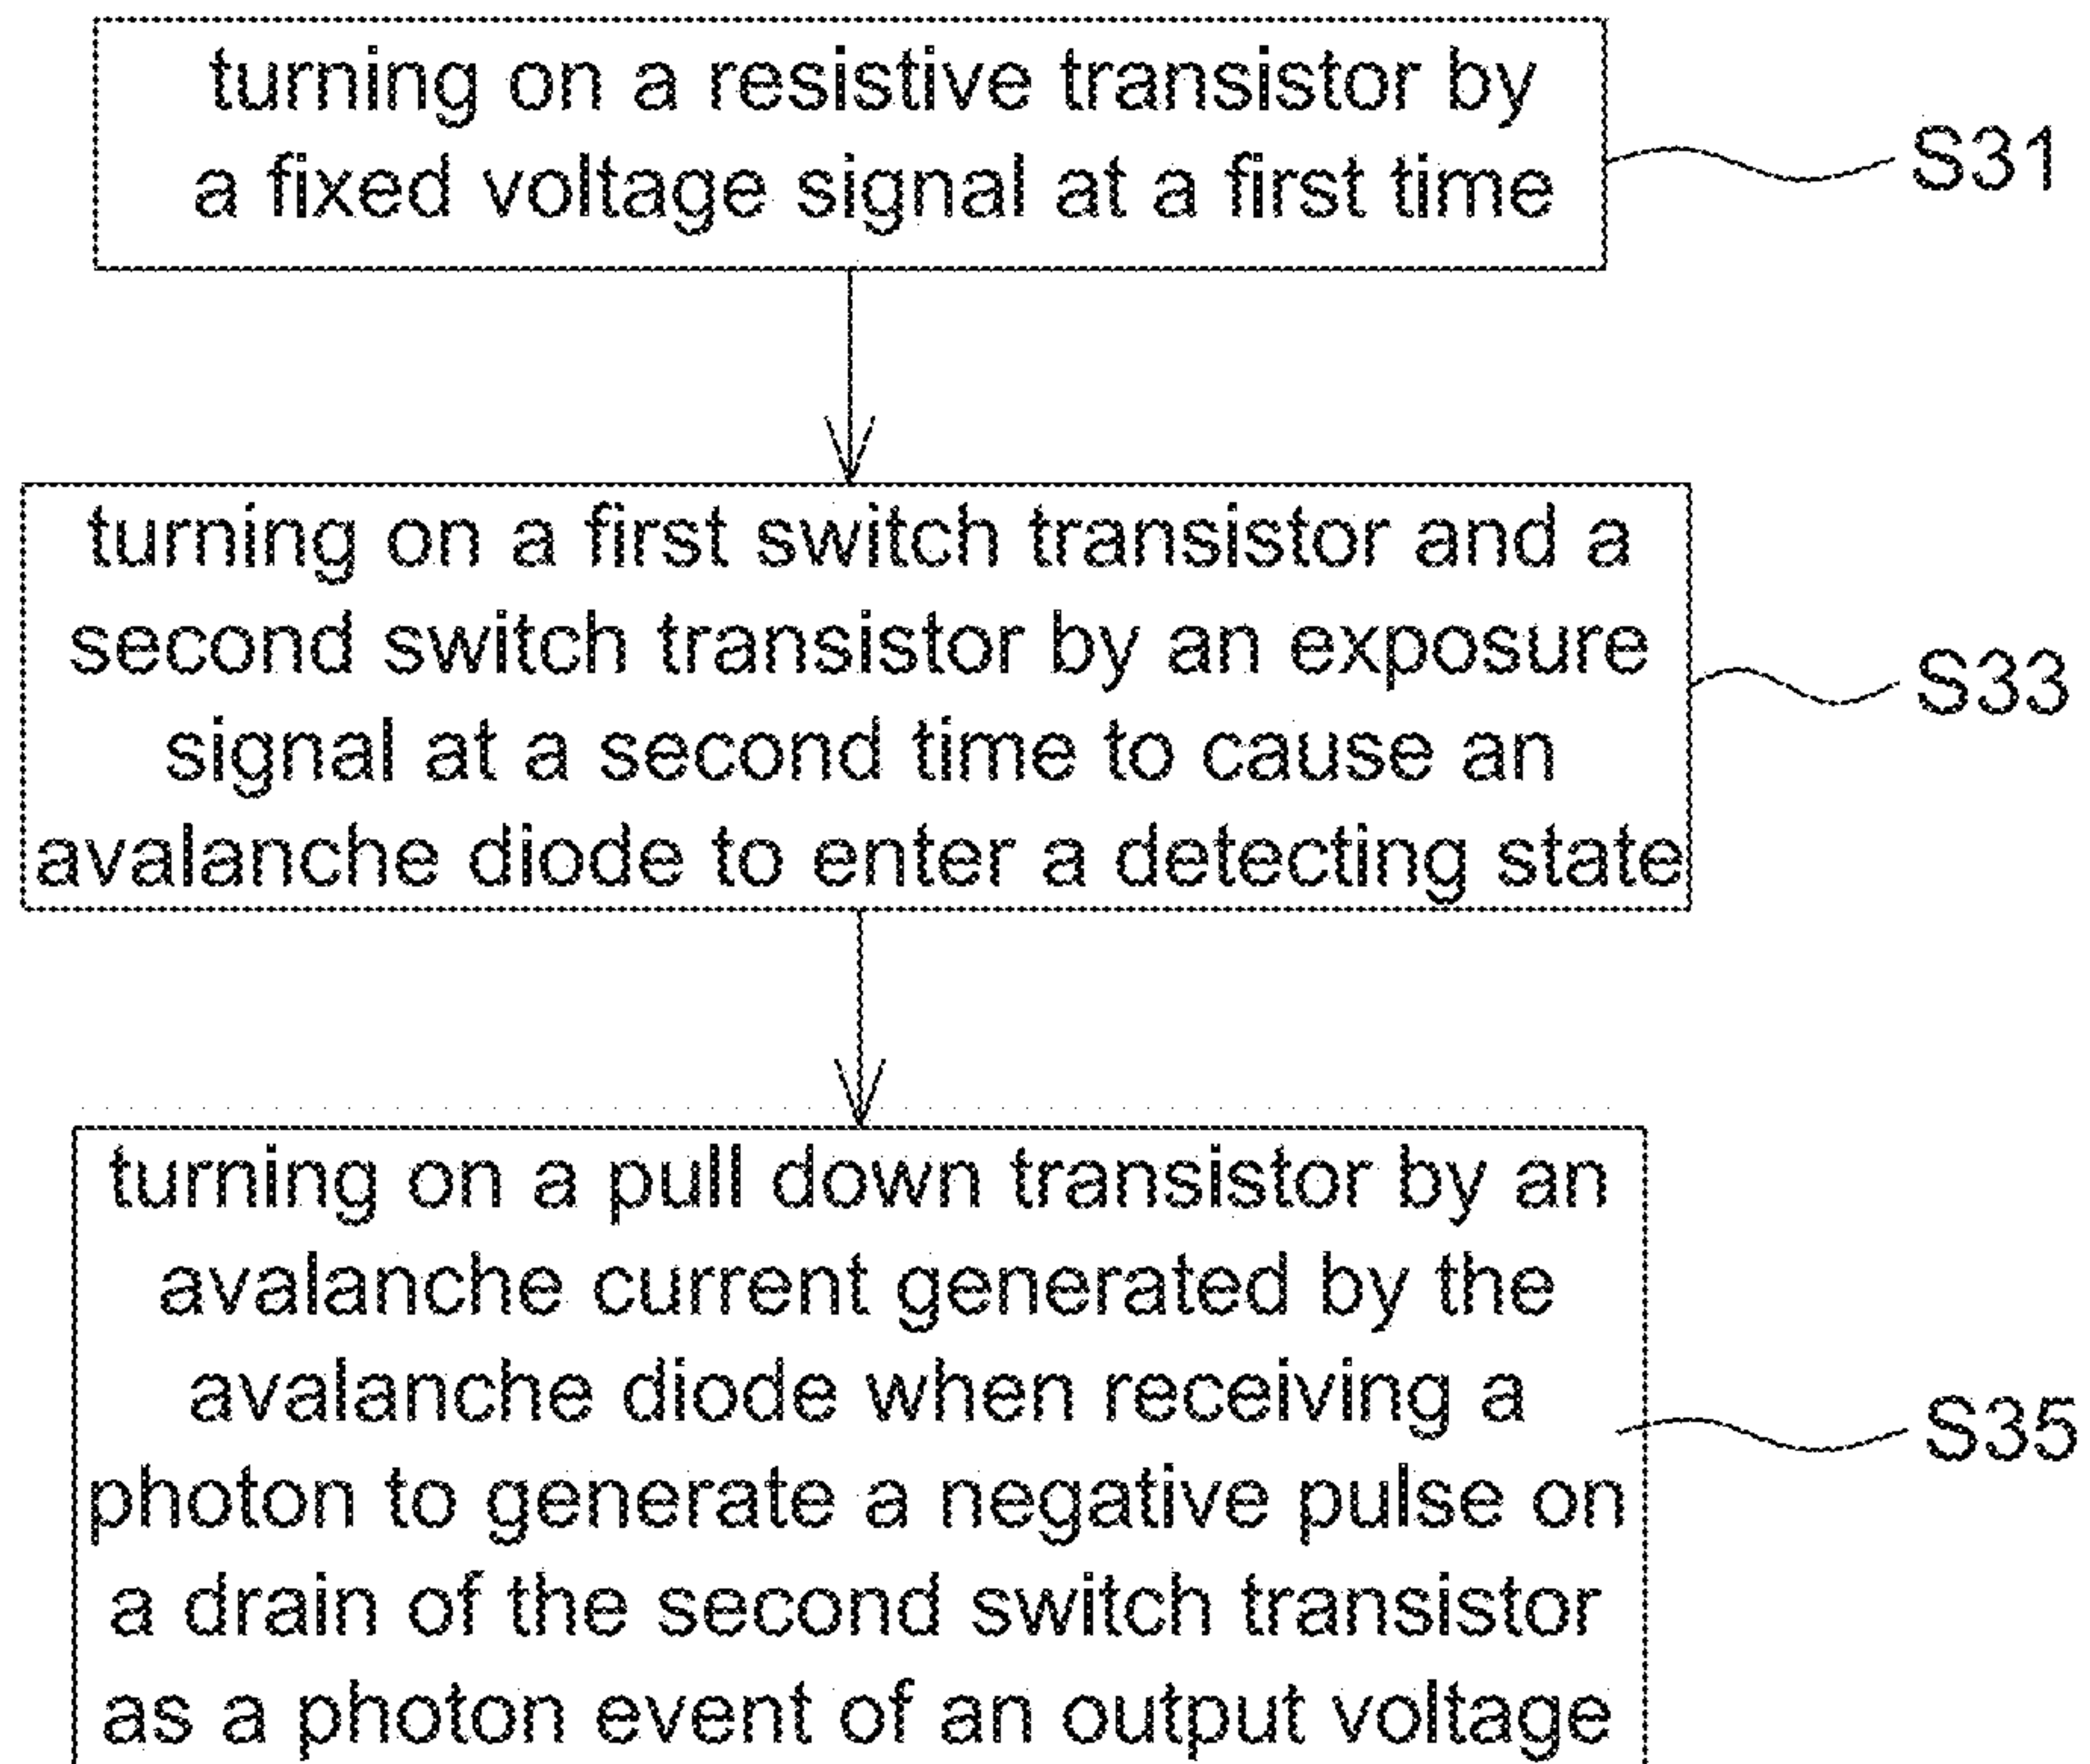 turning on a resistive transistor by
a fixed voltage signal at a first time
S31
turning on a first switch transistor and a
second switch transistor by an exposure
signal at a second time to cause an
avalanche diode to enter a detecting state
S33
turning on a pull down transistor by an
avalanche current generated by the
avalanche diode when receiving a
photon to generate a negative pulse on
a drain of the second switch transistor
as a photon event of an output voltage
S35